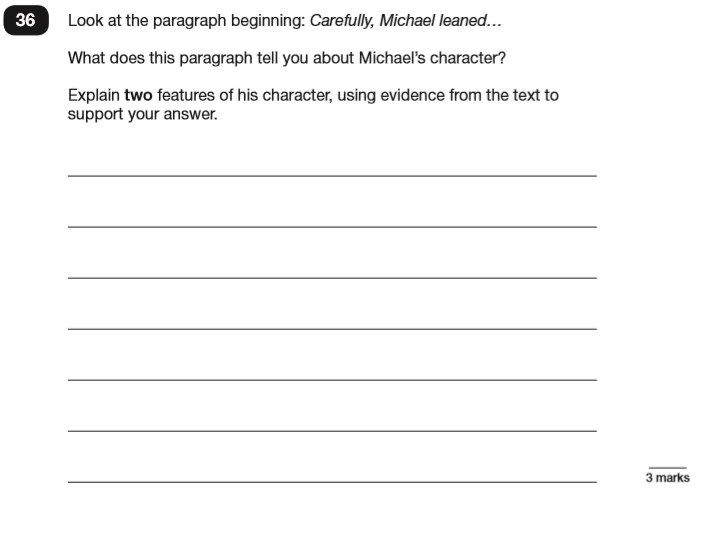 36 Look at the paragraph beginning: Carefully, Michael leaned…
What does this paragraph tell you about Michael’s character?
Explain two features of his character, using evidence from the text to
support your answer.
3 marks